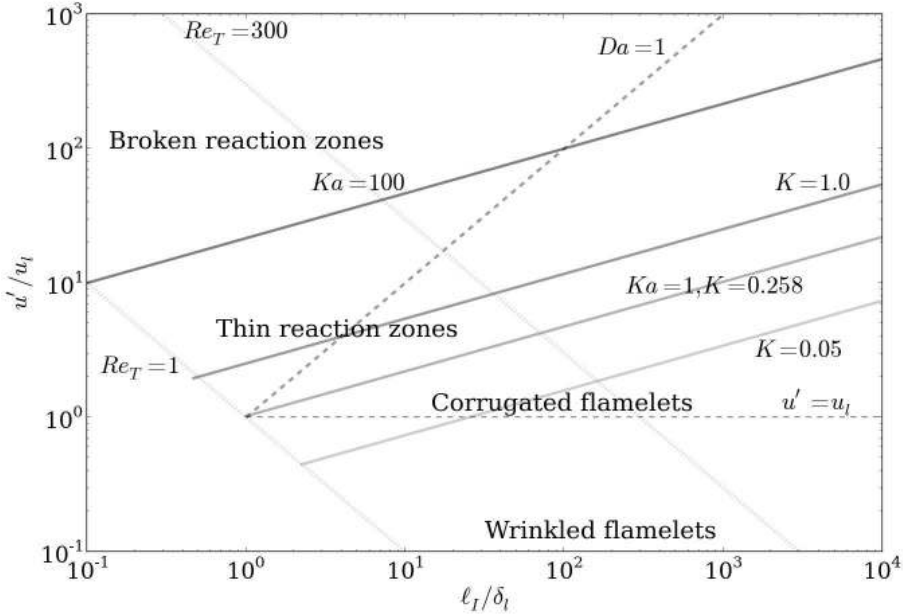 10^3
Re_T=300
Da=1
Broken reaction zones
10^2
Ka=100
K=1.0
u'/u_l
10^1
Ka=1,K=0.258
Thin reaction zones
K=0.05
Re_T=1
Corrugated flamelets
u'=u_l
10^0
Wrinkled flamelets
10^-1
10^-1
10^0
10^1
10^2
10^3
10^4
ℓ_I/δ_l